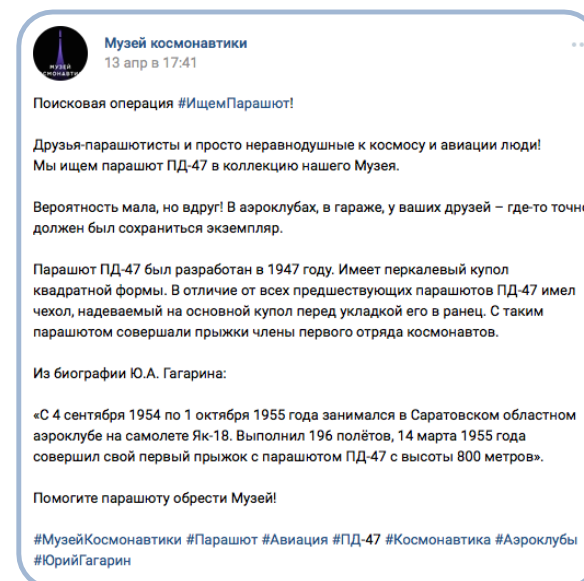 МУЗЕЙ
Музей космонавтики
13 апр в 17:41
Поисковая операция #ИщемПарашют!
Друзья-парашютисты и просто неравнодушные к космосу и авиации люди!
Мы ищем парашют ПД-47 в коллекцию нашего Музея.
Вероятность мала, но вдруг! В аэроклубах, в гараже, у ваших друзей – где-то точно
должен был сохраниться экземпляр.
Парашют ПД-47 был разработан в 1947 году. Имеет перкалевый купол
квадратной формы. В отличие от всех предшествующих парашютов ПД-47 имел
чехол, надеваемый на основной купол перед укладкой его в ранец. С таким
парашютом совершали прыжки члены первого отряда космонавтов.
Из биографии Ю.А. Гагарина:
«С 4 сентября 1954 по 1 октября 1955 года занимался в Саратовском областном
аэроклубе на самолете Як-18. Выполнил 196 полётов, 14 марта 1955 года
совершил свой первый прыжок с парашютом ПД-47 с высоты 800 метров».
Помогите парашюту обрести Музей!
#МузейКосмонавтики #Парашют #Авиация #ПД-47 #Космонавтика #Аэроклубы
#ЮрийГагарин